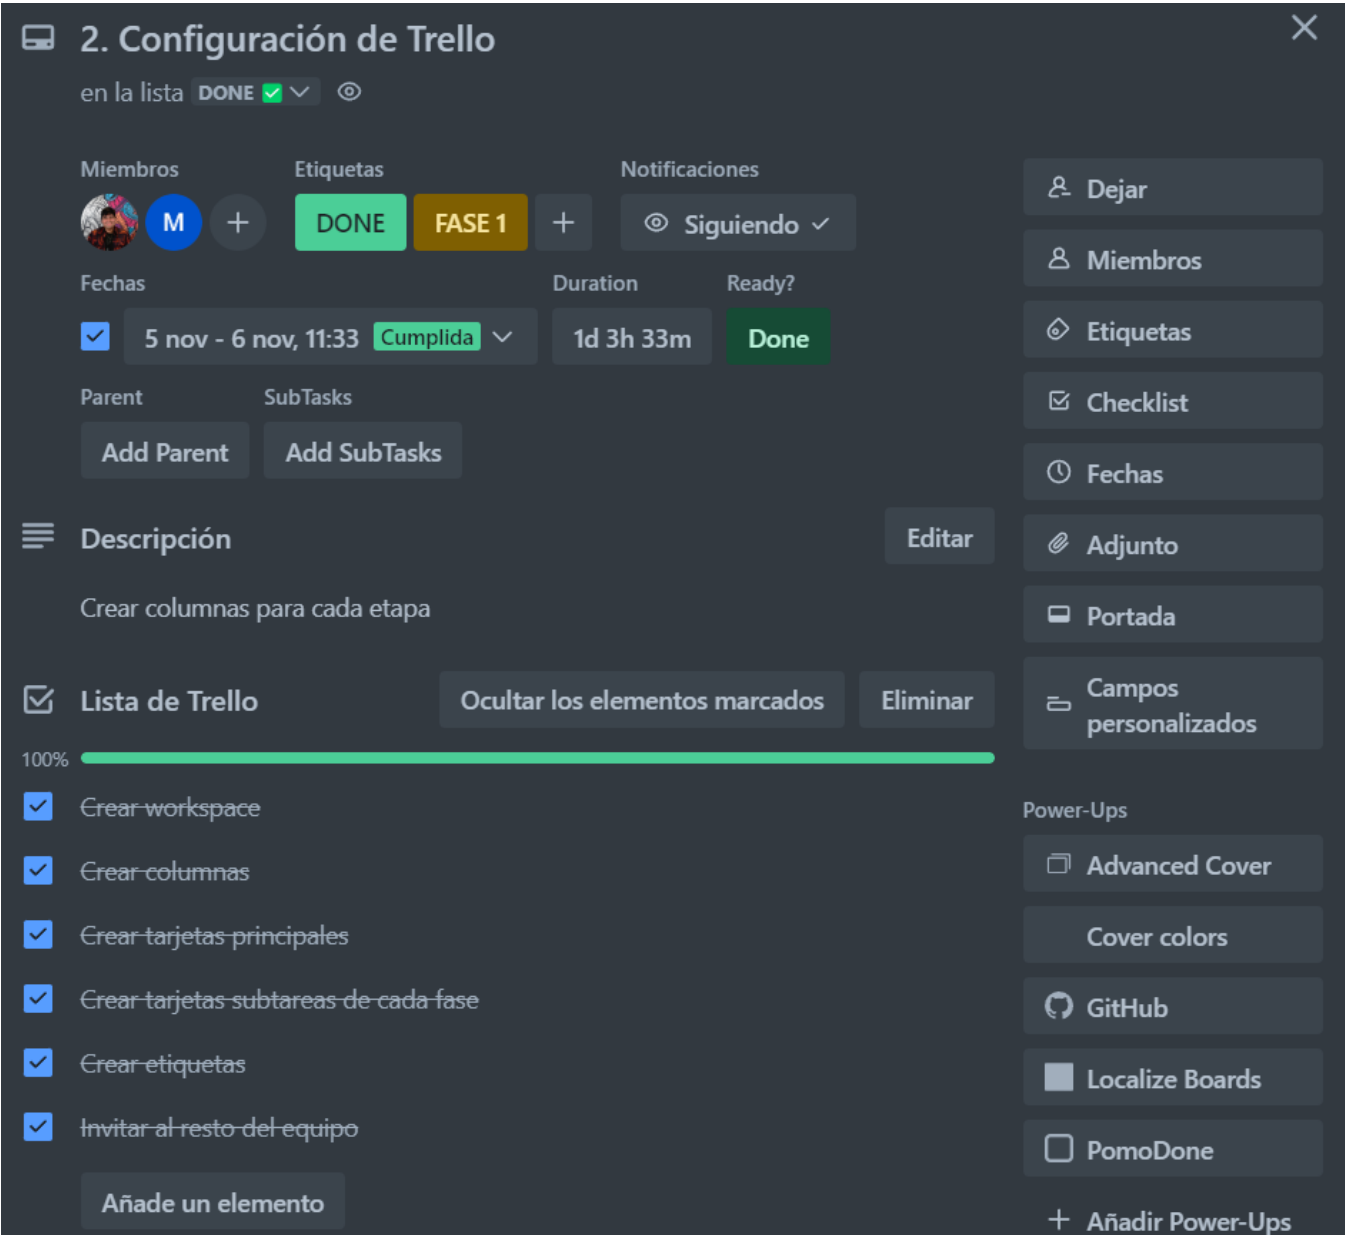 2. Configuración de Trello
en la lista DONE ✅
Miembros
Etiquetas
Notificaciones
M
DONE
FASE 1
Siguiendo
Fechas
Duration
Ready?
5 nov - 6 nov, 11:33 Cumplida
1d 3h 33m
Done
Parent
SubTasks
Add Parent
Add SubTasks
Descripción
Editar
Crear columnas para cada etapa
Lista de Trello
Ocultar los elementos marcados
Eliminar
100%
Crear workspace
Crear columnas
Crear tarjetas principales
Crear tarjetas subtareas de cada fase
Crear etiquetas
Invitar al resto del equipo
Añade un elemento
Dejar
Miembros
Etiquetas
Checklist
Fechas
Adjunto
Portada
Campos
personalizados
Power-Ups
Advanced Cover
Cover colors
GitHub
Localize Boards
PomoDone
+ Añadir Power-Ups